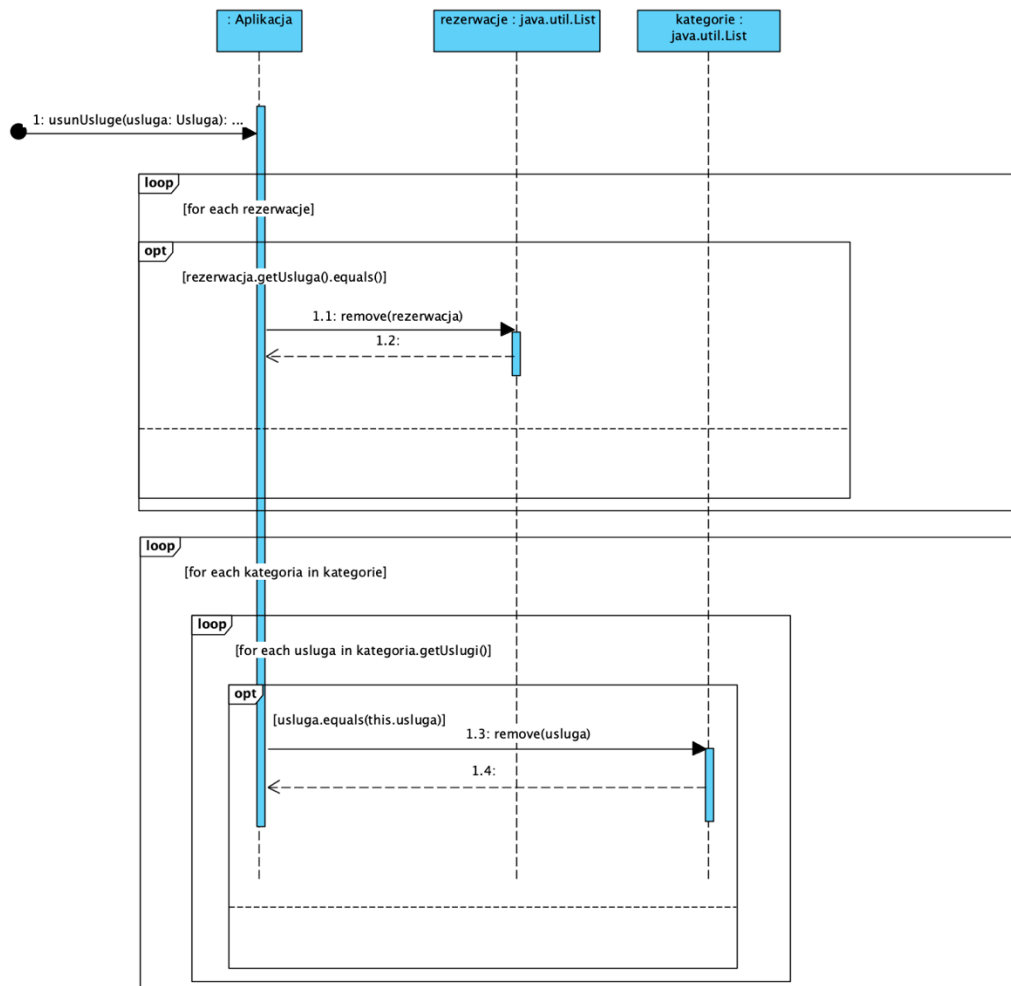 : Aplikacja
rezerwacje : java.util.List
kategorie :
java.util.List
1: usunUsluge(usluga: Usluga): ...
loop
[for each rezerwacje]
opt
[rezerwacja.getUsluga().equals()]
1.1: remove(rezerwacja)
1.2:
loop
[for each kategoria in kategorie]
loop
[for each usluga in kategoria.getUslugi()]
opt
[usluga.equals(this.usluga)]
1.3: remove(usluga)
1.4: